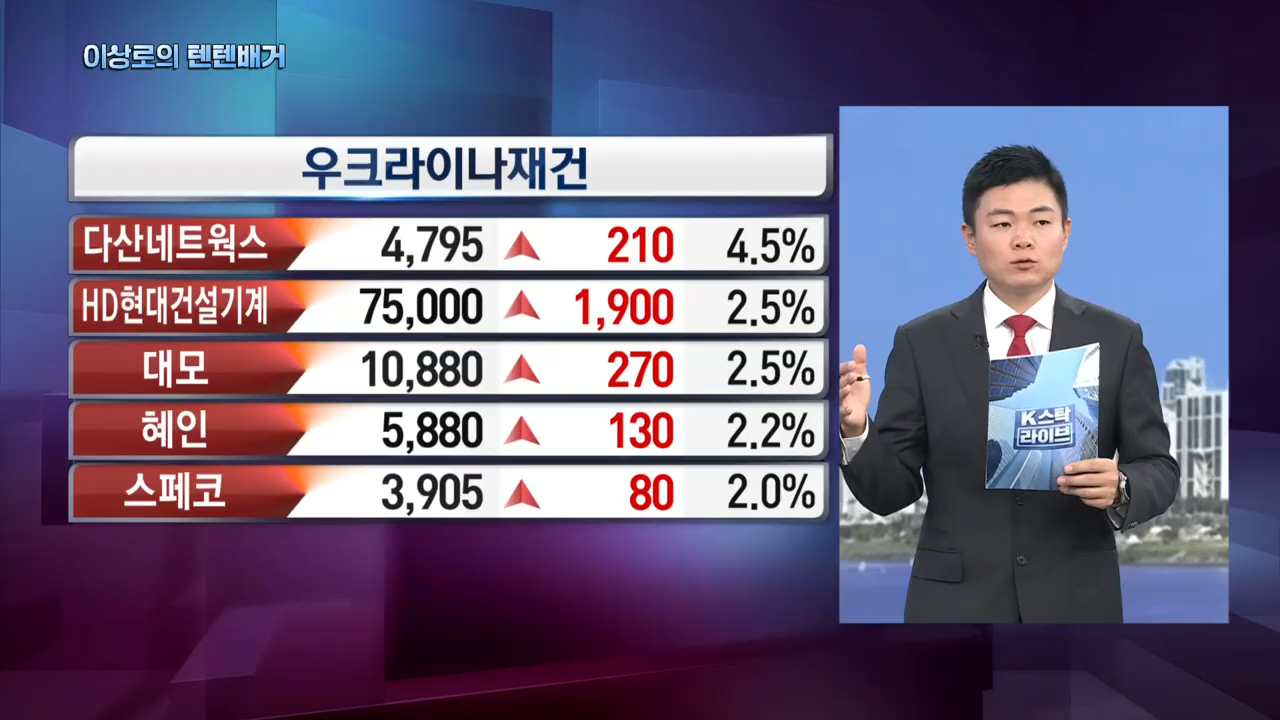 이상로의 텐텐배거
우크라이나재건
다산네트웍스 4,795 ▲ 210 4.5%
HD현대건설기계 75,000 ▲ 1,900 2.5%
대모 10,880 ▲ 270 2.5%
혜인 5,880 ▲ 130 2.2%
스페코 3,905 ▲ 80 2.0%
K스탁
라이브